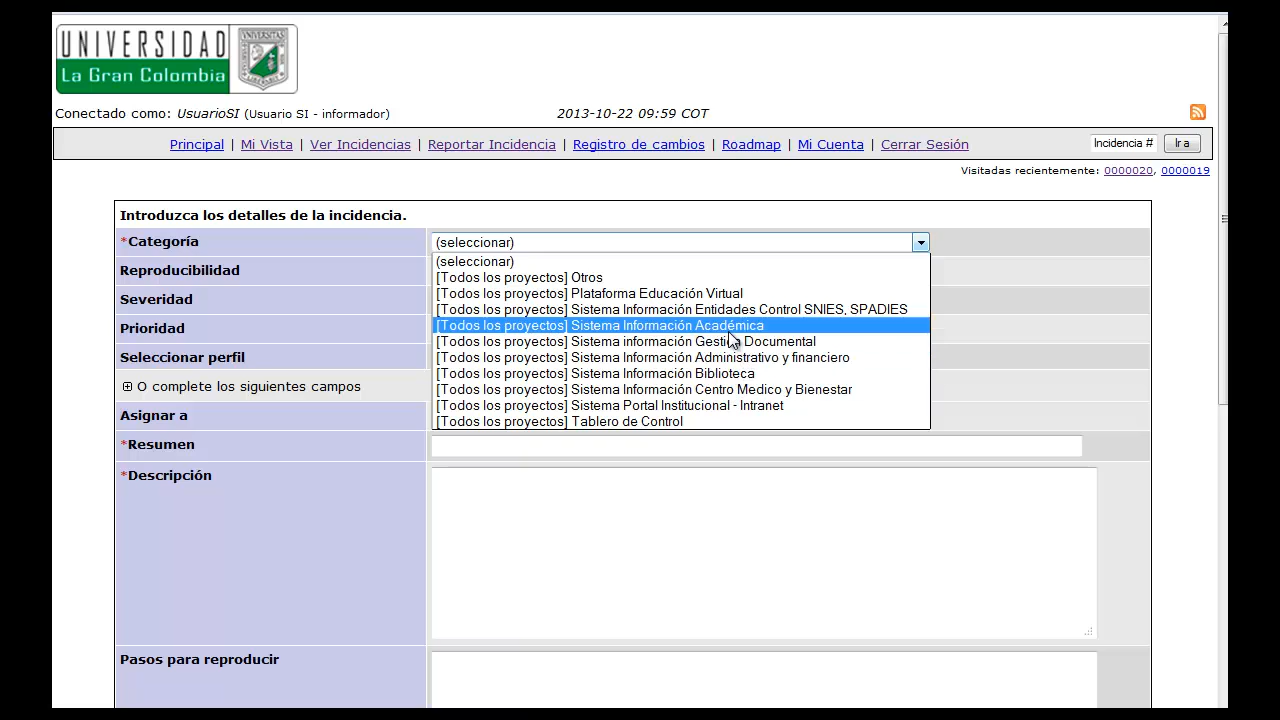 UNIVERSIDAD
La Gran Colombia
Conectado como: UsuarioSI (Usuario SI - informador)
2013-10-22 09:59 COT
Principal | Mi Vista | Ver Incidencias | Reportar Incidencia | Registro de cambios | Roadmap | Mi Cuenta | Cerrar Sesión
Incidencia # Ir a
Visitadas recientemente: 0000020, 0000019
Introduzca los detalles de la incidencia.
*Categoría (seleccionar)
(seleccionar)
[Todos los proyectos] Otros
[Todos los proyectos] Plataforma Educación Virtual
[Todos los proyectos] Sistema Información Entidades Control SNIES, SPADIES
[Todos los proyectos] Sistema Información Académica
[Todos los proyectos] Sistema información Gestión Documental
[Todos los proyectos] Sistema Información Administrativo y financiero
[Todos los proyectos] Sistema Información Biblioteca
[Todos los proyectos] Sistema Información Centro Medico y Bienestar
[Todos los proyectos] Sistema Portal Institucional - Intranet
[Todos los proyectos] Tablero de Control
Reproducibilidad
Severidad
Prioridad
Seleccionar perfil
O complete los siguientes campos
Asignar a
*Resumen
*Descripción
Pasos para reproducir